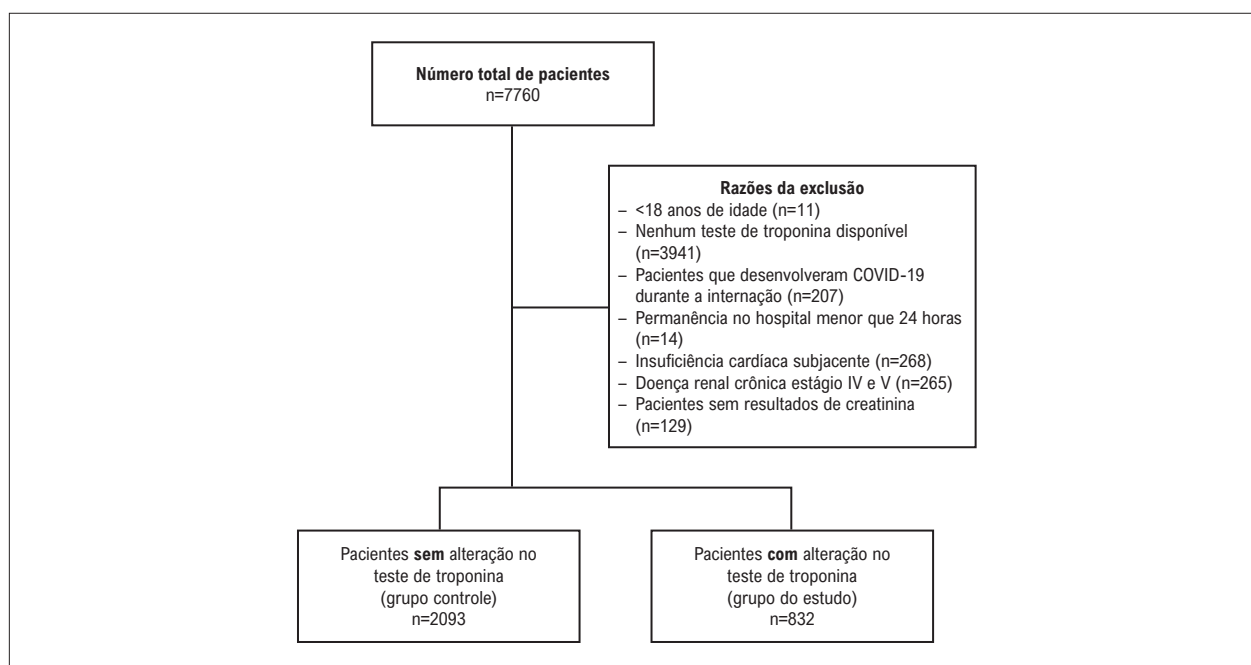 Número total de pacientes
n=7760
Razões da exclusão
– <18 anos de idade (n=11)
– Nenhum teste de troponina disponível
(n=3941)
– Pacientes que desenvolveram COVID-19
durante a internação (n=207)
– Permanência no hospital menor que 24 horas
(n=14)
– Insuficiência cardíaca subjacente (n=268)
– Doença renal crônica estágio IV e V (n=265)
– Pacientes sem resultados de creatinina
(n=129)
Pacientes sem alteração no
teste de troponina
(grupo controle)
n=2093
Pacientes com alteração no
teste de troponina
(grupo do estudo)
n=832